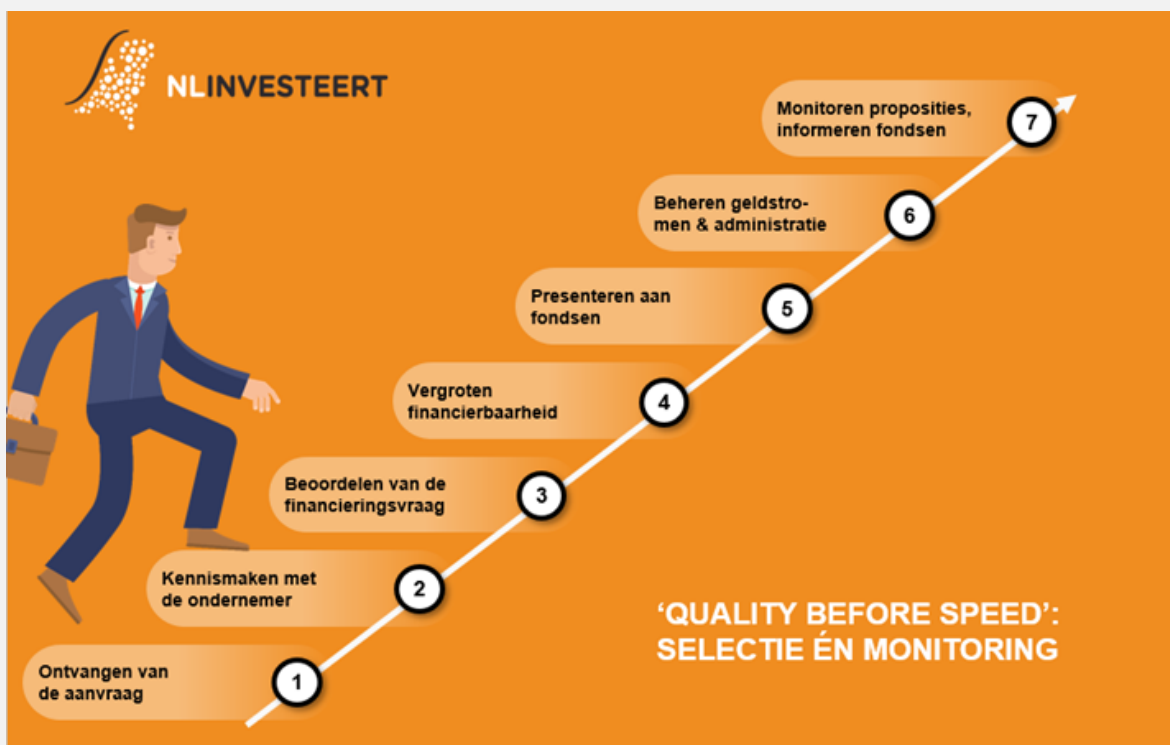 NLINVESTEERT
Monitoren proposities,
informeren fondsen
7
Beheren geldstro-
men & administratie
6
Presenteren aan
fondsen
5
Vergroten
financierbaarheid
4
Beoordelen van de
financieringsvraag
3
Kennismaken met
de ondernemer
2
Ontvangen van
de aanvraag
1
‘QUALITY BEFORE SPEED’:
SELECTIE ÉN MONITORING